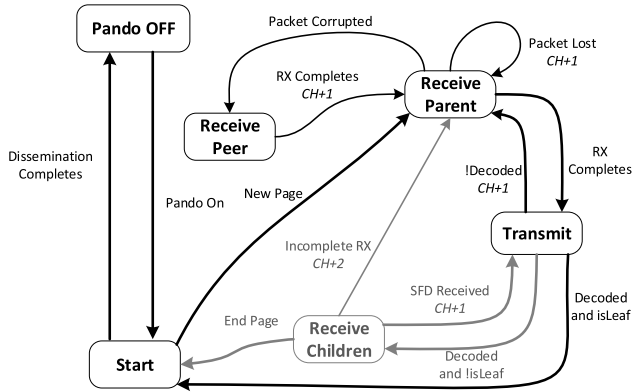 Pando OFF
Packet Corrupted
Packet Lost
CH+1
RX Completes
CH+1
Receive
Parent
Receive
Peer
Dissemination
Completes
!Decoded
CH+1
RX
Completes
Pando On
New Page
Transmit
Incomplete RX
CH+2
SFD Received
CH+1
Decoded
and isLeaf
End Page
Receive
Children
Decoded
and !isLeaf
Start